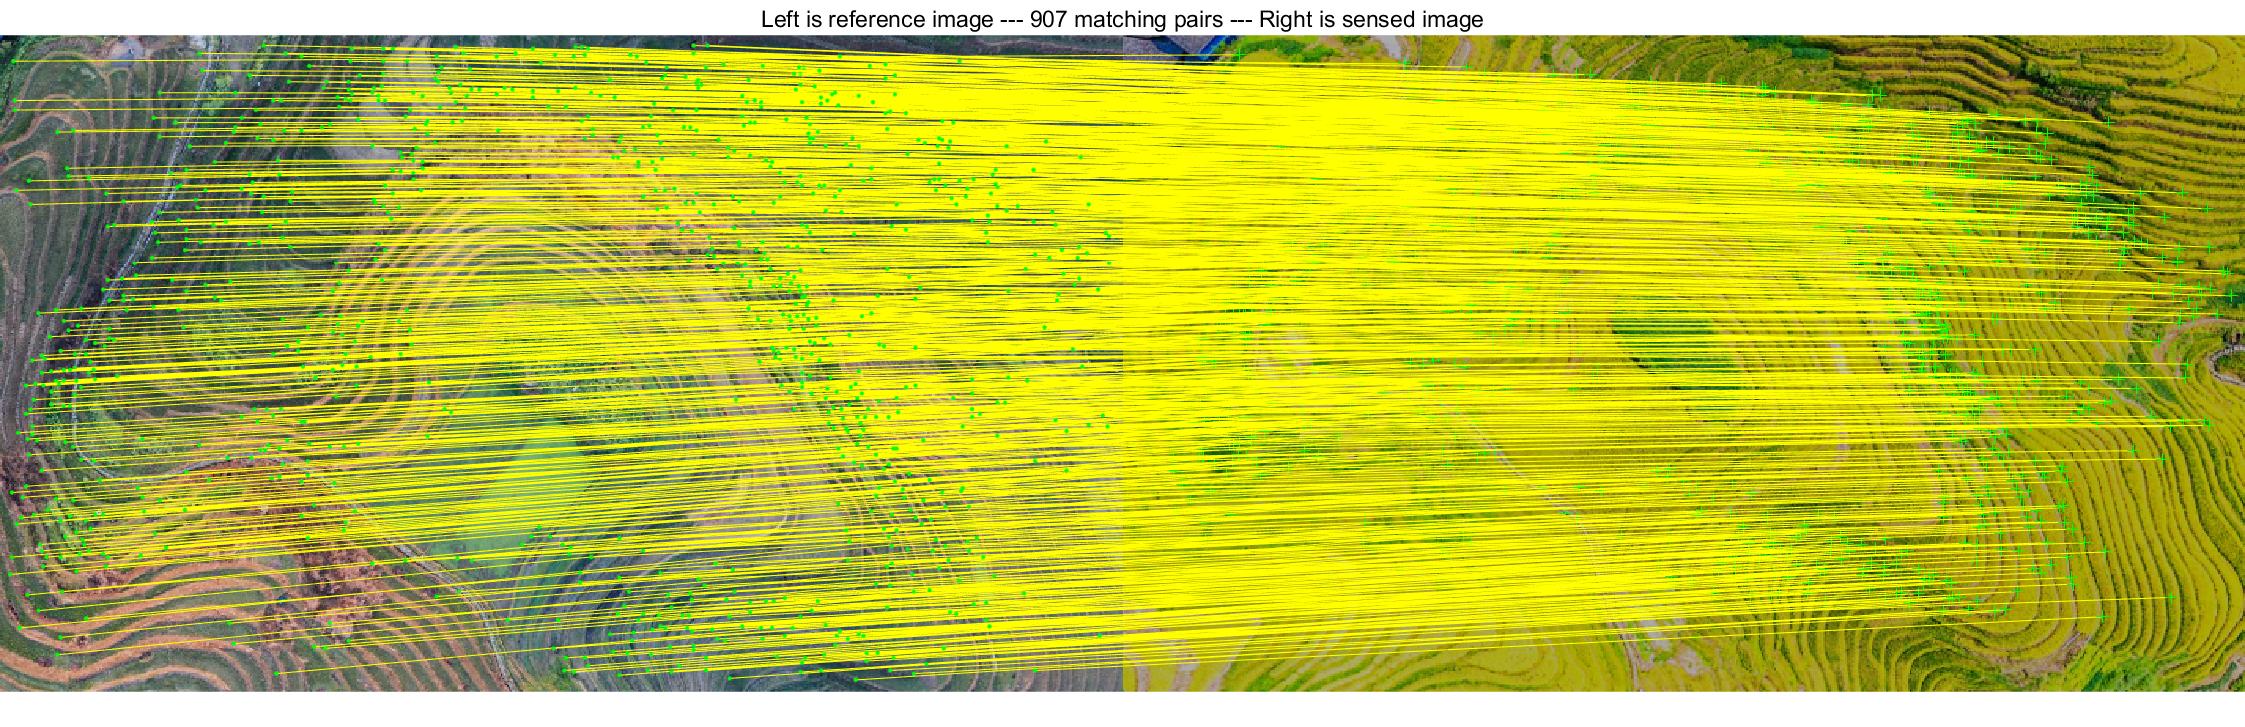 Left is reference image --- 907 matching pairs --- Right is sensed image